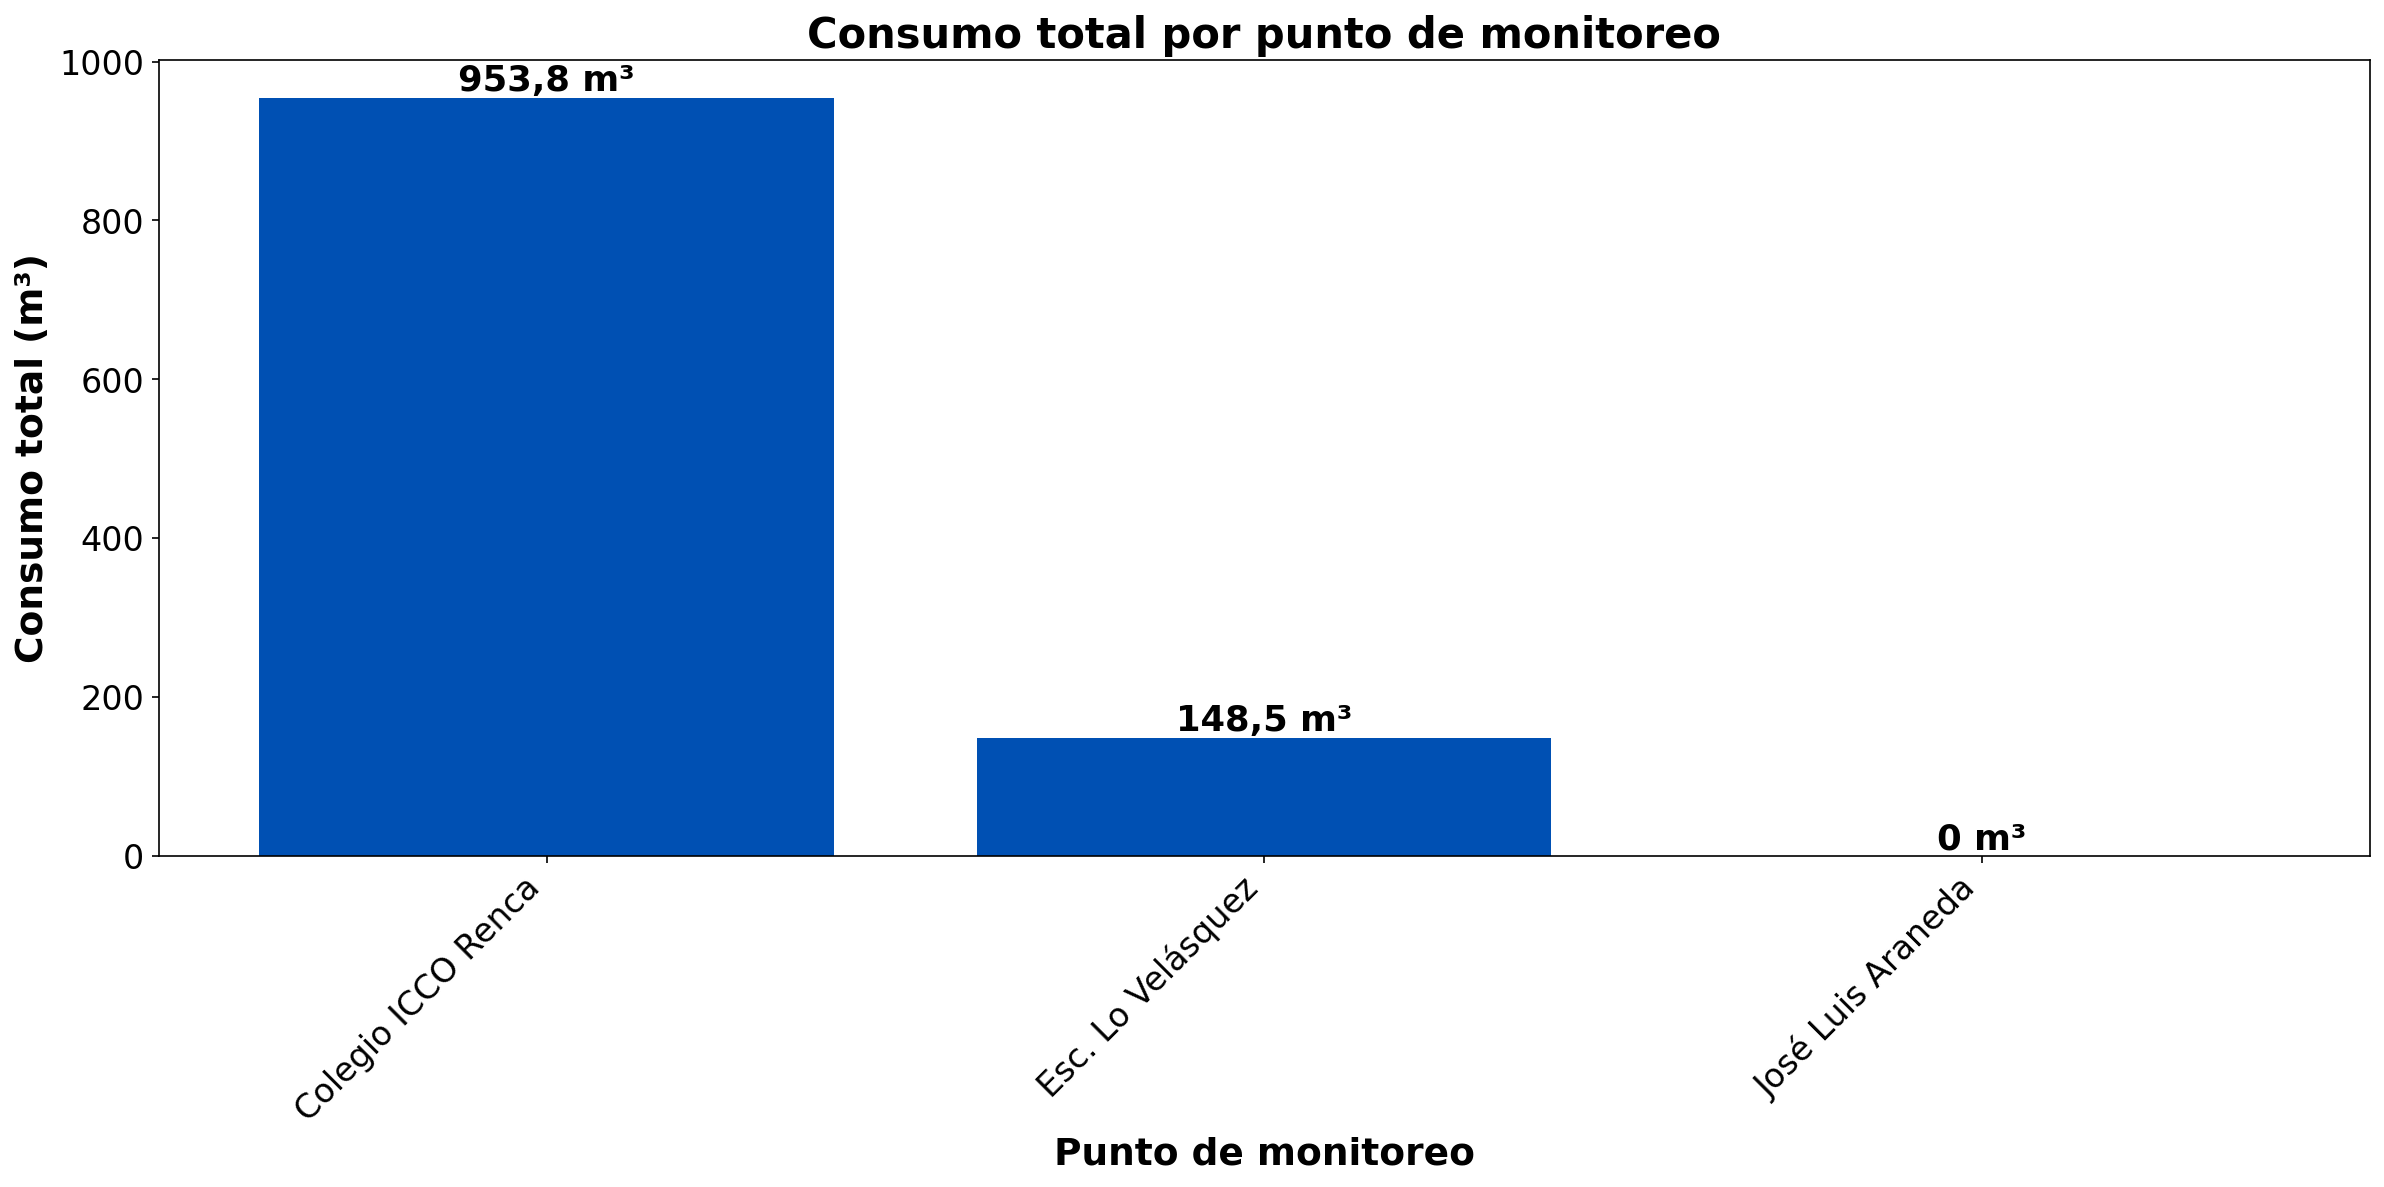 Consumo total por punto de monitoreo
Consumo total (m³)
1000
800
600
400
200
0
953,8 m³
148,5 m³
0 m³
Colegio ICCO Renca
Esc. Lo Velásquez
José Luis Araneda
Punto de monitoreo